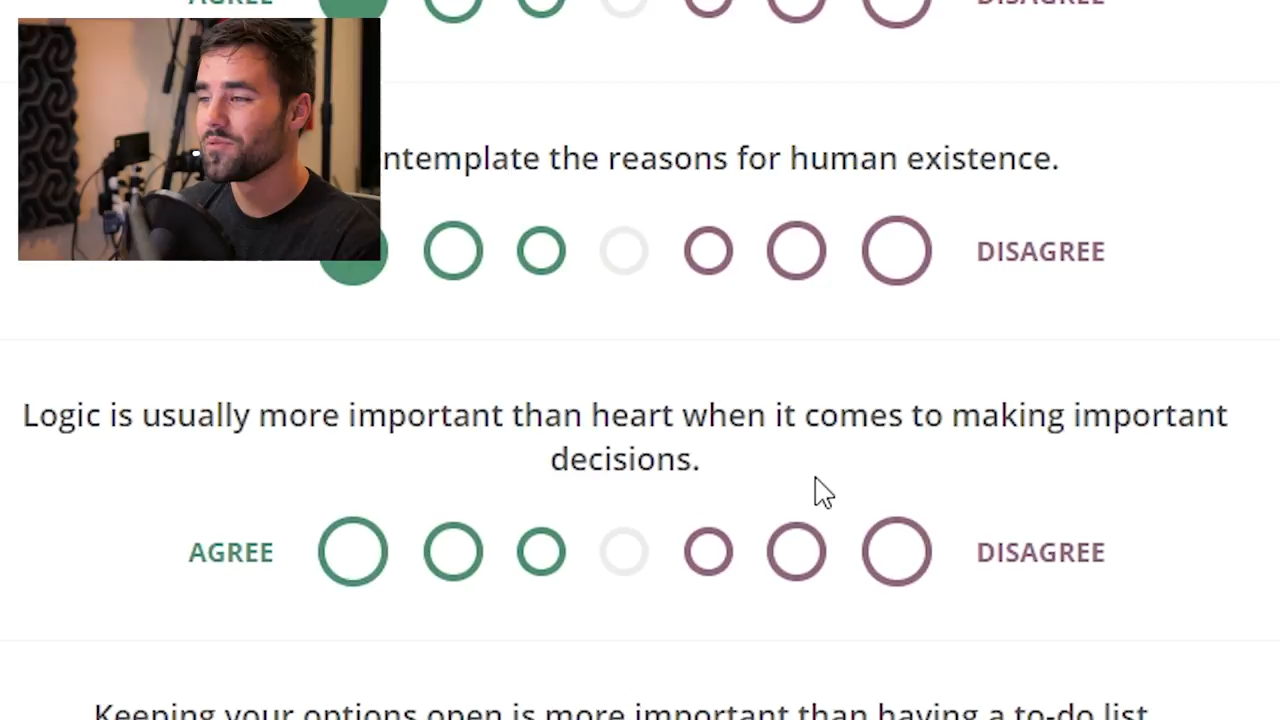 AGREE DISAGREE
contemplate the reasons for human existence.
DISAGREE
Logic is usually more important than heart when it comes to making important
decisions.
AGREE DISAGREE
Keeping your options open is more important than having a to-do list.